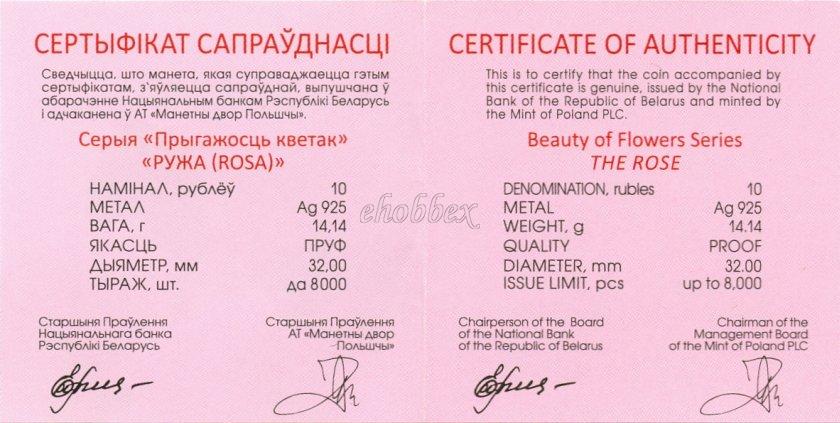 СЕРТЫФІКАТ САПРАЎДНАСЦІ
Сведчыцца, што манета, якая суправаджаецца гэтым
сертыфікатам, з'яўляецца сапраўднай, выпушчана ў
абарачэнне Нацыянальным банкам Рэспублікі Беларусь
і адчаканена ў АТ «Манетны двор Польшчы».
Серыя «Прыгажосць кветак»
«РУЖА (ROSA)»
НАМІНАЛ, рублёў 10
МЕТАЛ Ag 925
ВАГА, г 14,14
ЯКАСЦЬ ПРУФ
ДЫЯМЕТР, мм 32,00
ТЫРАЖ, шт. да 8000
Старшыня Праўлення
Нацыянальнага банка
Рэспублікі Беларусь
Старшыня Праўлення
АТ «Манетны двор
Польшчы»
CERTIFICATE OF AUTHENTICITY
This is to certify that the coin accompanied by
this certificate is genuine, issued by the National
Bank of the Republic of Belarus and minted by
the Mint of Poland PLC.
Beauty of Flowers Series
THE ROSE
DENOMINATION, rubles 10
METAL Ag 925
WEIGHT, g 14.14
QUALITY PROOF
DIAMETER, mm 32.00
ISSUE LIMIT, pcs up to 8,000
Chairperson of the Board
of the National Bank
of the Republic of Belarus
Chairman of the
Management Board
of the Mint of Poland PLC
ehobbex